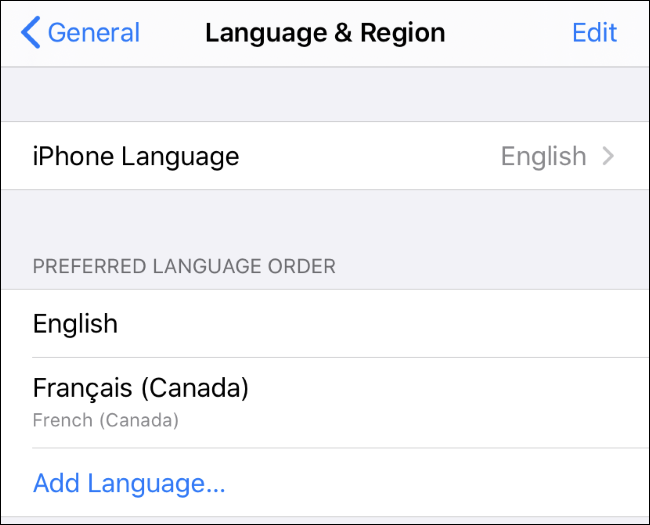 General Language & Region Edit
iPhone Language English
PREFERRED LANGUAGE ORDER
English
Français (Canada)
French (Canada)
Add Language...